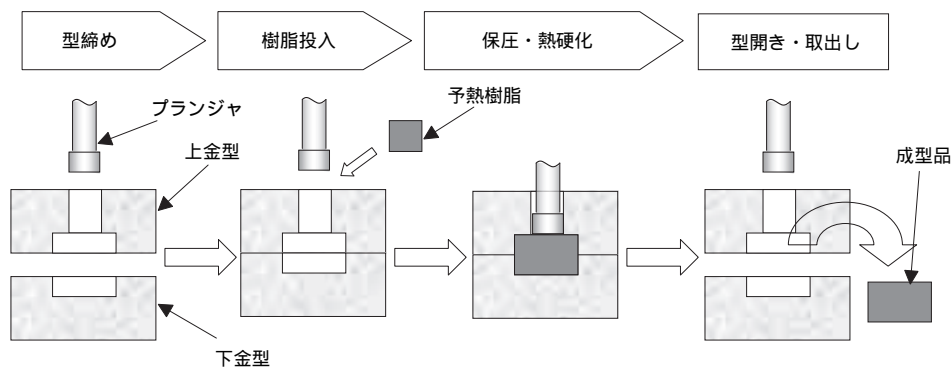 型締め
樹脂投入
保圧・熱硬化
型開き・取出し
プランジャ
予熱樹脂
上金型
成型品
下金型